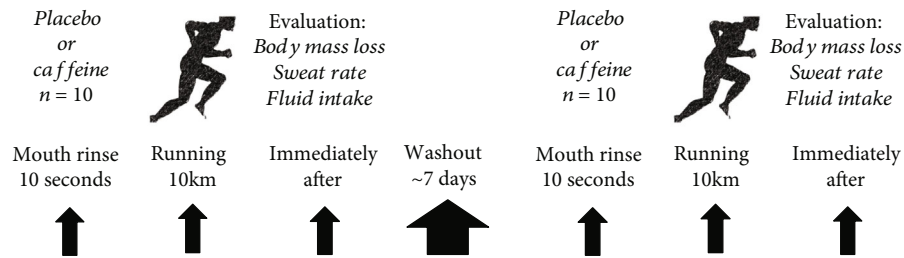 Placebo
or
caffeine
n = 10
Mouth rinse
10 seconds
Running
10km
Evaluation:
Body mass loss
Sweat rate
Fluid intake
Immediately
after
Washout
~7 days
Placebo
or
caffeine
n = 10
Mouth rinse
10 seconds
Running
10km
Evaluation:
Body mass loss
Sweat rate
Fluid intake
Immediately
after